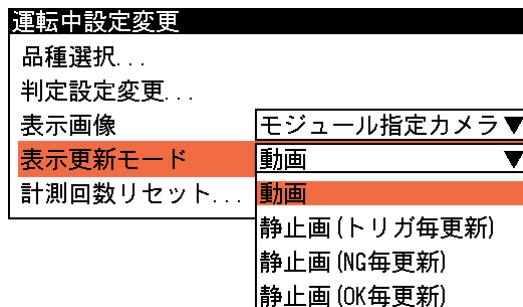 運転中設定変更
品種選択...
判定設定変更...
表示画像 モジュール指定カメラ▼
表示更新モード 動画 ▼
計測回数リセット... 動画
静止画(トリガ毎更新)
静止画(NG毎更新)
静止画(OK毎更新)